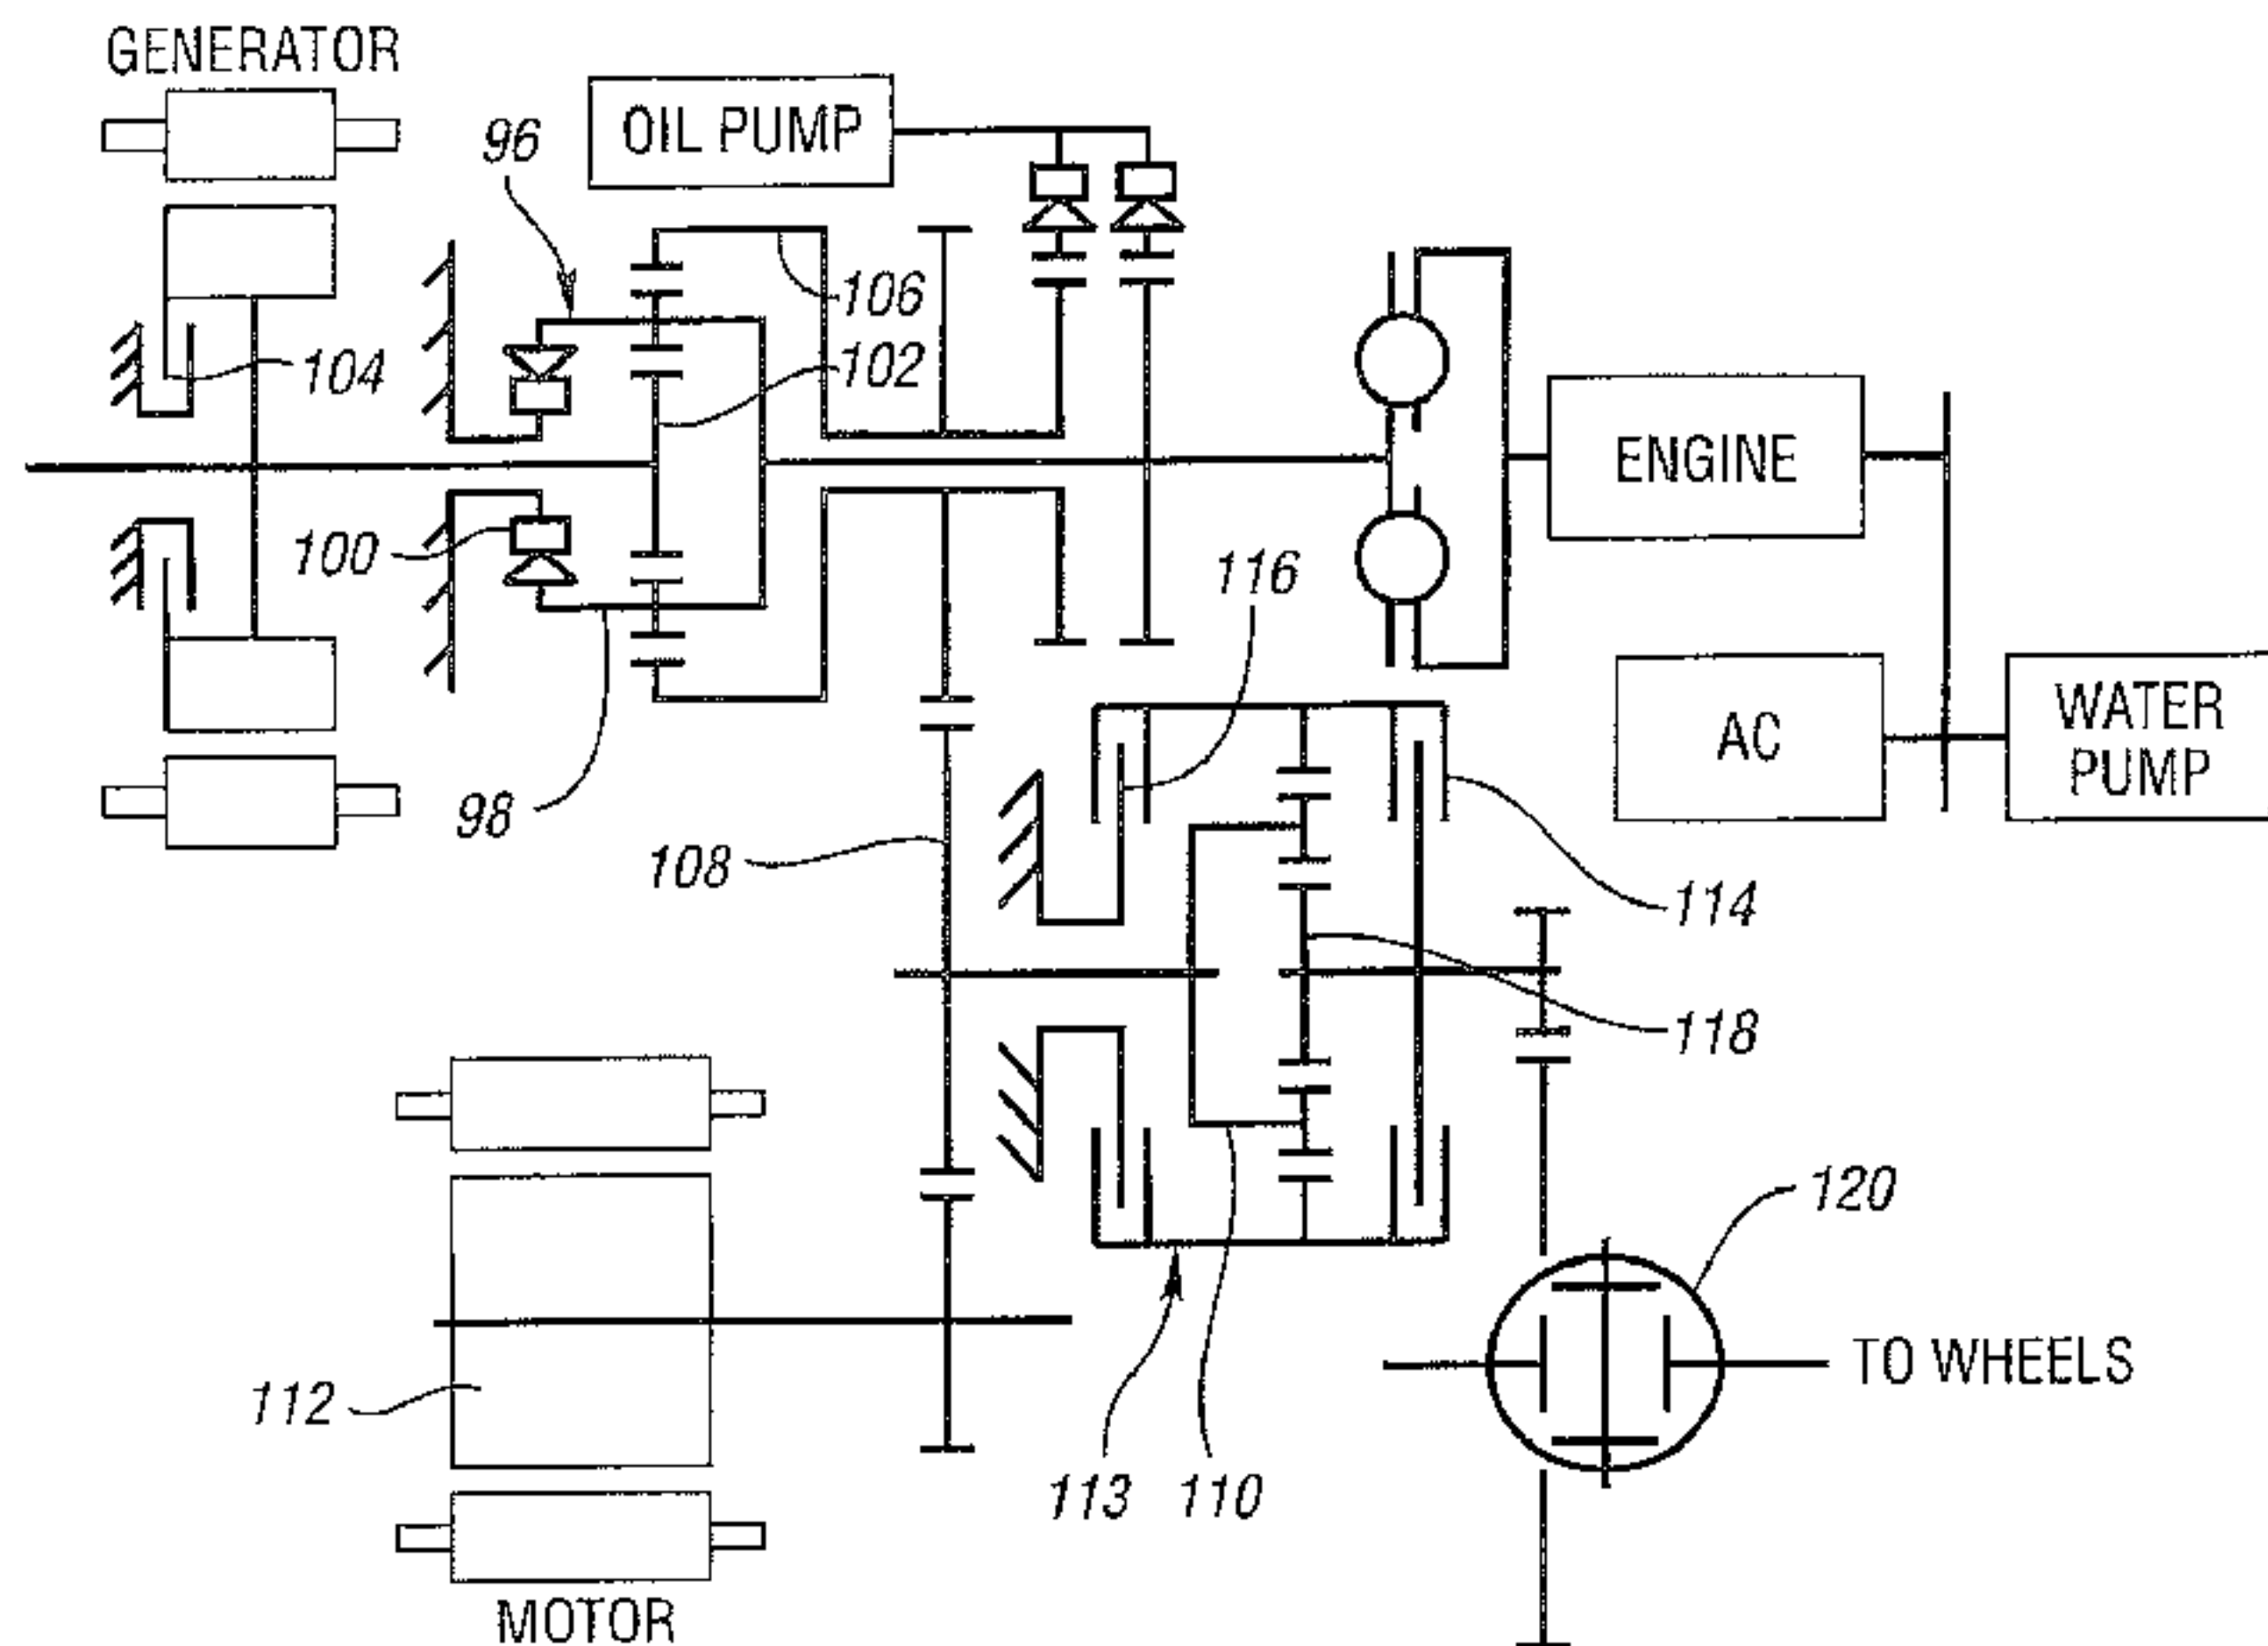 GENERATOR
96
OIL PUMP
106
102
104
ENGINE
100
116
98
108
AC
WATER
PUMP
114
118
120
112
TO WHEELS
113
110
MOTOR